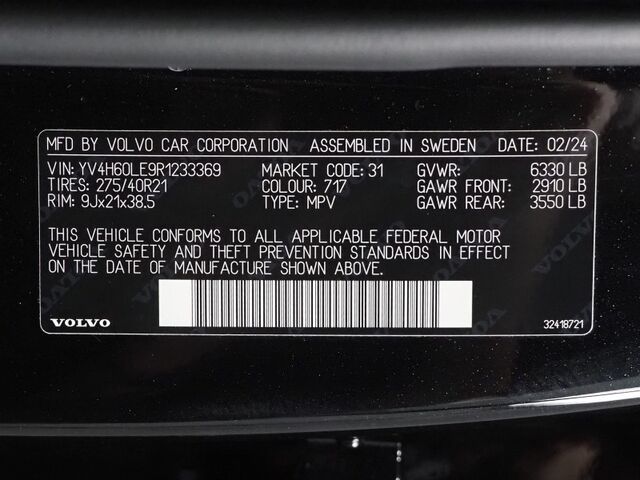 MFD BY VOLVO CAR CORPORATION ASSEMBLED IN SWEDEN DATE: 02/24
VIN: YV4H60LE9R1233369 MARKET CODE: 31 GVWR: 6330 LB
TIRES: 275/40R21 COLOUR: 717 GAWR FRONT: 2910 LB
RIM: 9Jx21x38.5 TYPE: MPV GAWR REAR: 3550 LB
THIS VEHICLE CONFORMS TO ALL APPLICABLE FEDERAL MOTOR
VEHICLE SAFETY AND THEFT PREVENTION STANDARDS IN EFFECT
ON THE DATE OF MANUFACTURE SHOWN ABOVE.
VOLVO 32418721